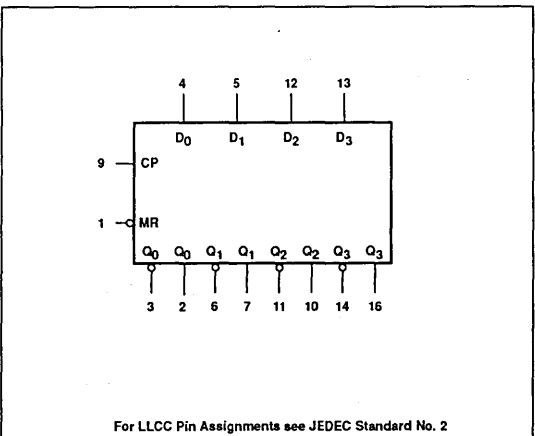 4 5 12 13
D0 D1 D2 D3
9 CP
1 MR
Q0 Q0 Q1 Q1 Q2 Q2 Q3 Q3
3 2 6 7 11 10 14 16
For LLCC Pin Assignments see JEDEC Standard No. 2